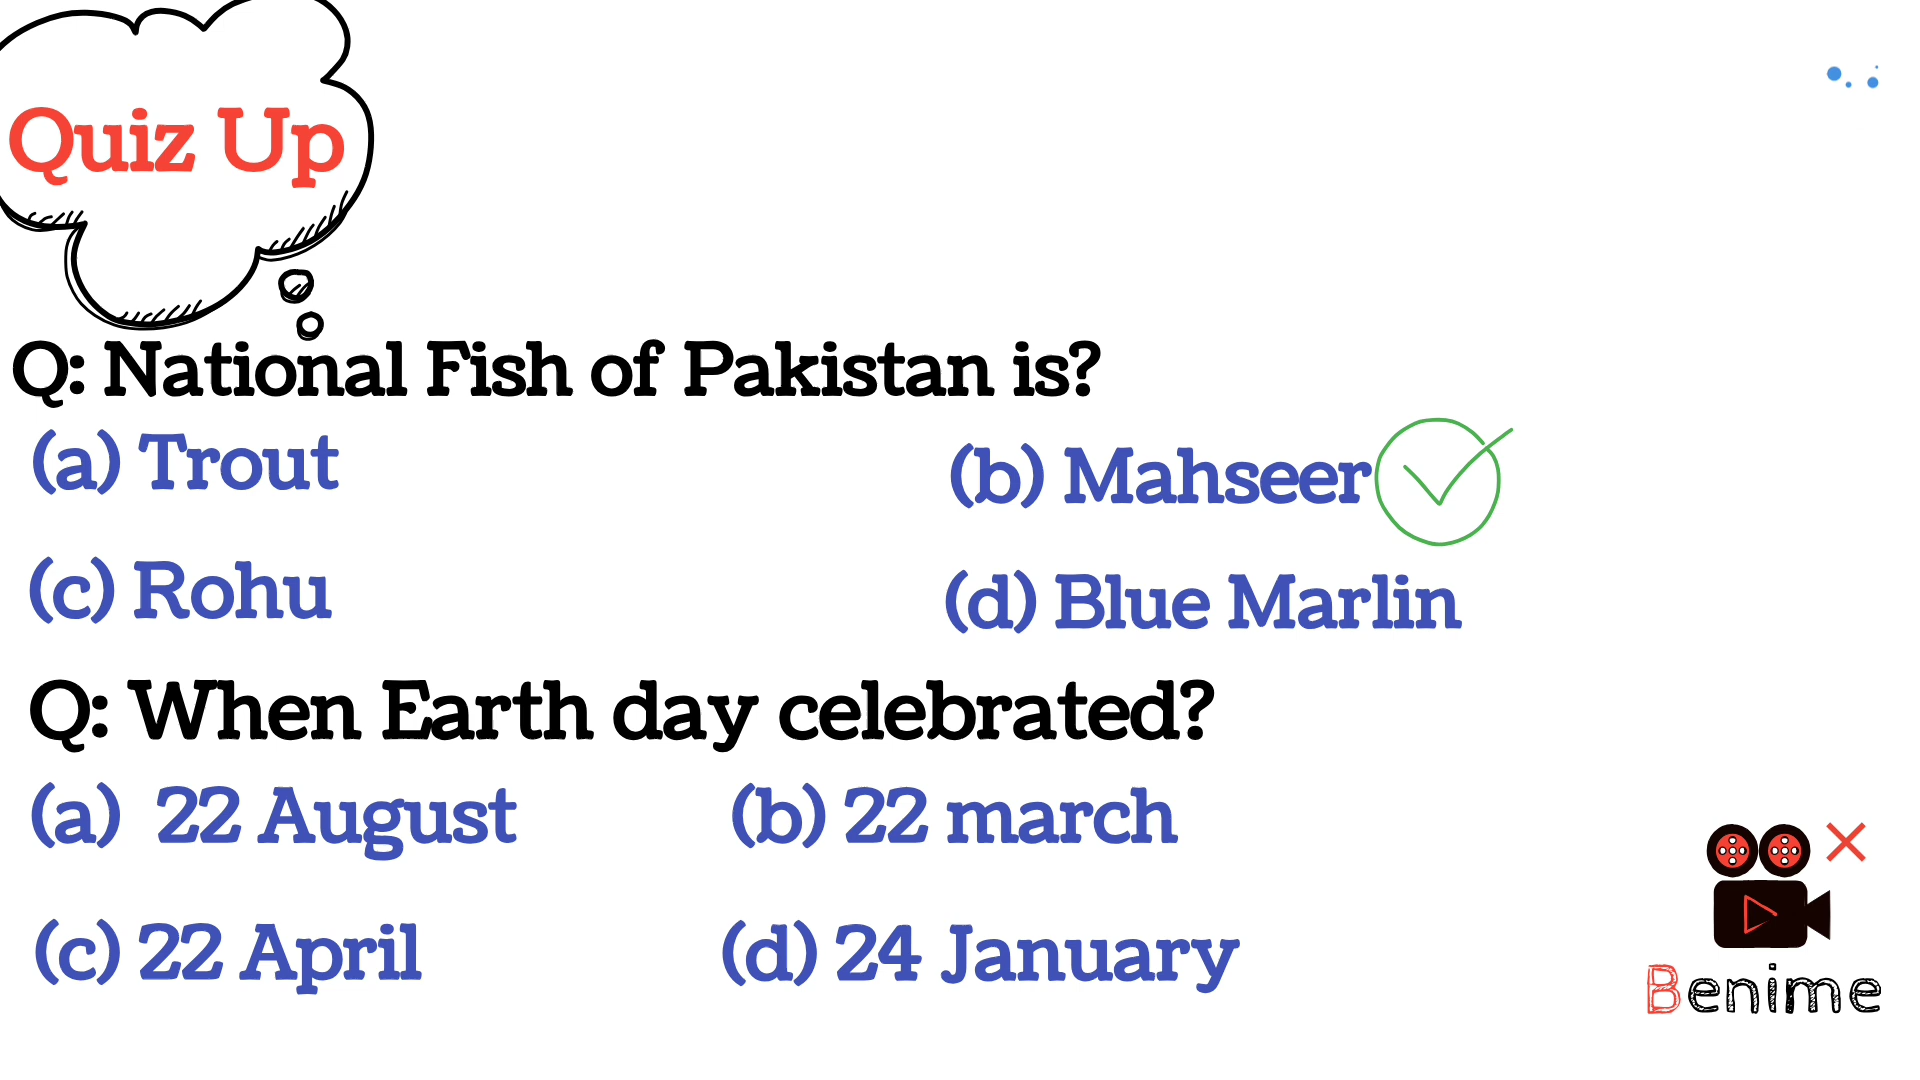 Quiz Up
Q: National Fish of Pakistan is?
(a) Trout
(b) Mahseer
(c) Rohu
(d) Blue Marlin
Q: When Earth day celebrated?
(a) 22 August
(b) 22 march
(c) 22 April
(d) 24 January
Benime